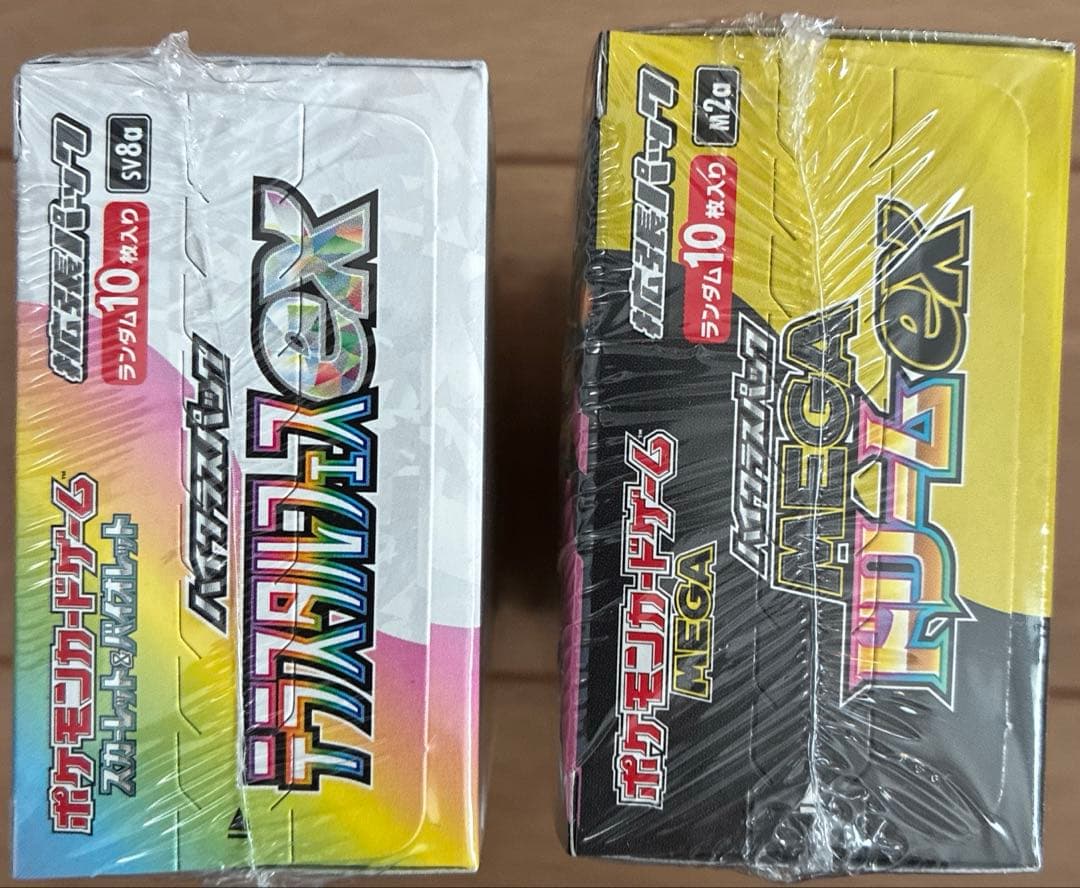 拡張パック
sv8a
ランダム10枚入り
ポケモンカードゲーム™
スカーレット&バイオレット
ハイクラスパック
テラスタルフェスex
拡張パック
M2a
ランダム10枚入り
ポケモンカードゲーム™
MEGA
ハイクラスパック
MEGA
ドリームex